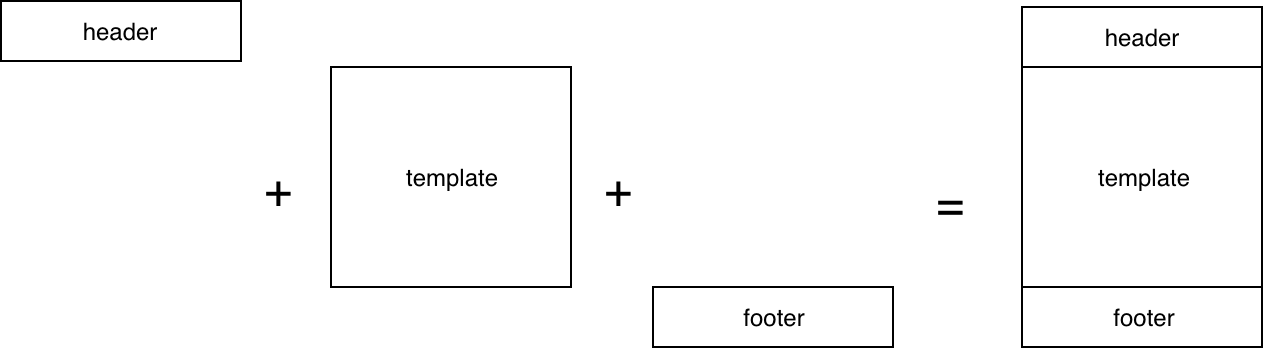 header
+
template
+
footer
=
header
template
footer